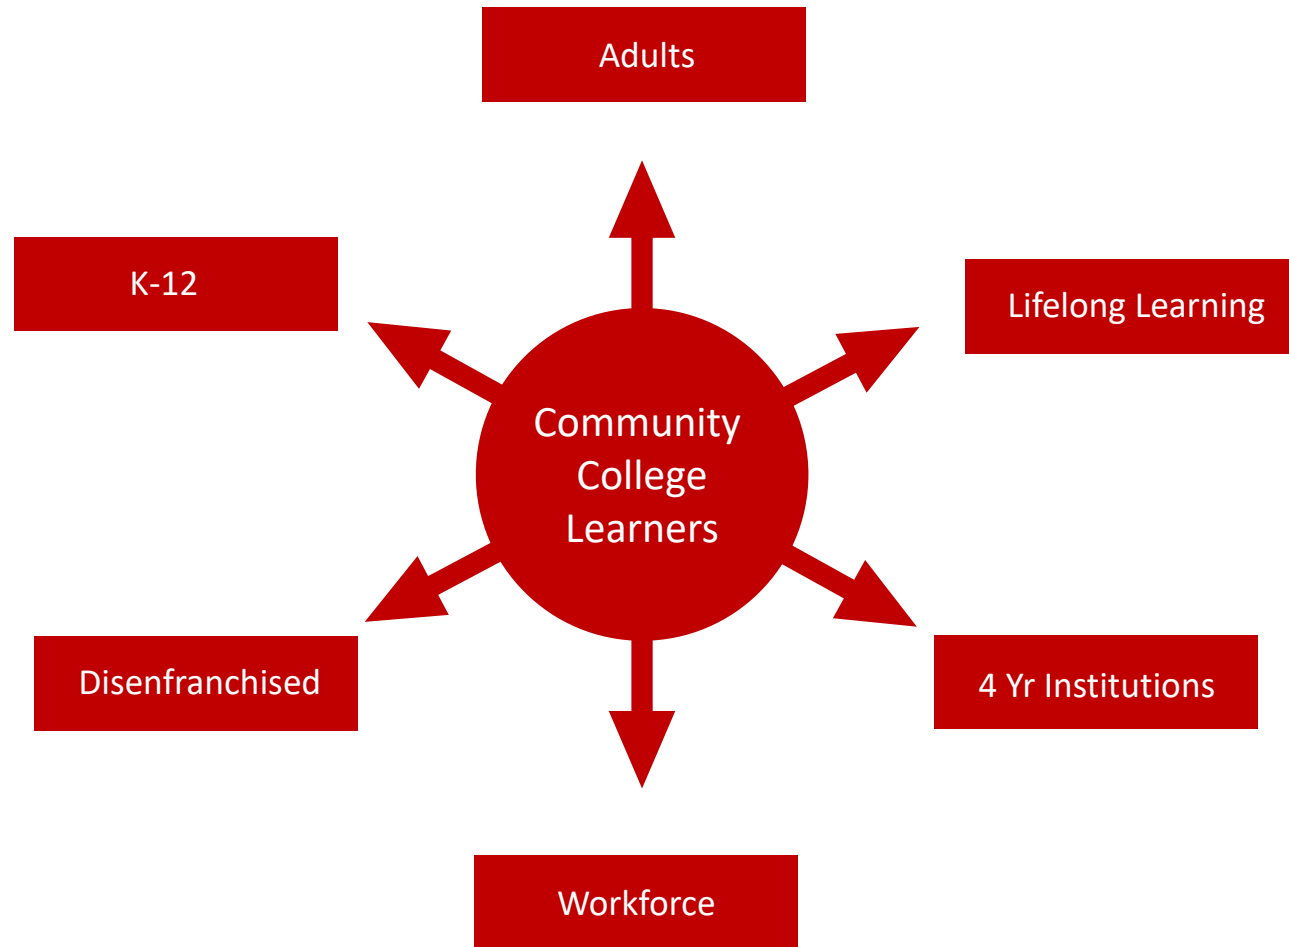 Adults
K-12
Lifelong Learning
Community
College
Learners
Disenfranchised
4 Yr Institutions
Workforce